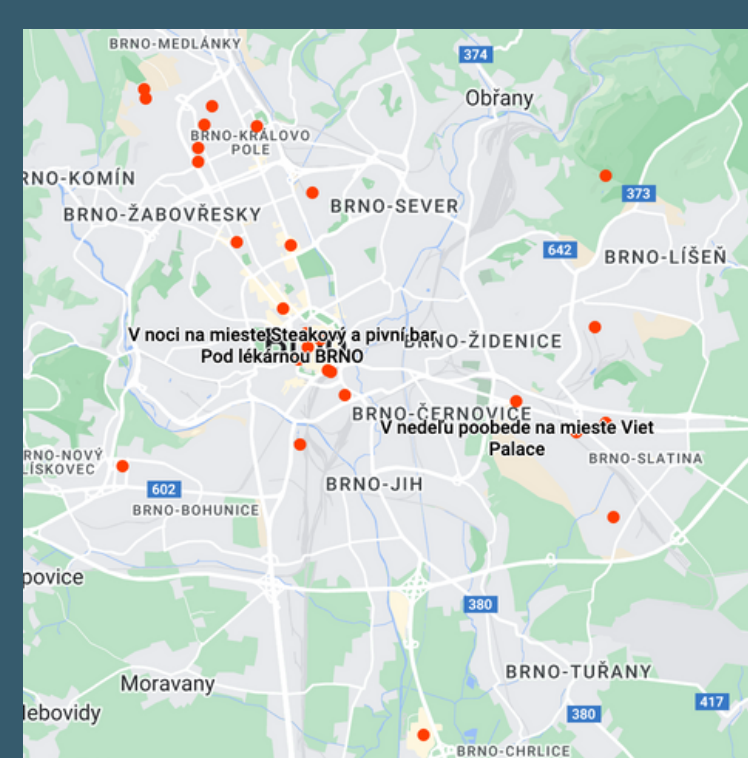 BRNO-MEDLÁNKY
374
Obřany
BRNO-KRÁLOVO
POLE
RNO-KOMÍN
373
BRNO-ŽABOVŘESKY
BRNO-SEVER
642
BRNO-LÍŠEŇ
V noci na mieste Steakový a pivní bar
Pod lékárnou BRNO
BRNO-ŽIDENICE
BRNO-ČERNOVICE
V nedeľu poobede na mieste Viet
Palace
RNO-NOVÝ
LÍSKOVEC
BRNO-SLATINA
602
BRNO-JIH
BRNO-BOHUNICE
povice
380
BRNO-TUŘANY
Moravany
417
lebovidy
380
BRNO-CHRLICE